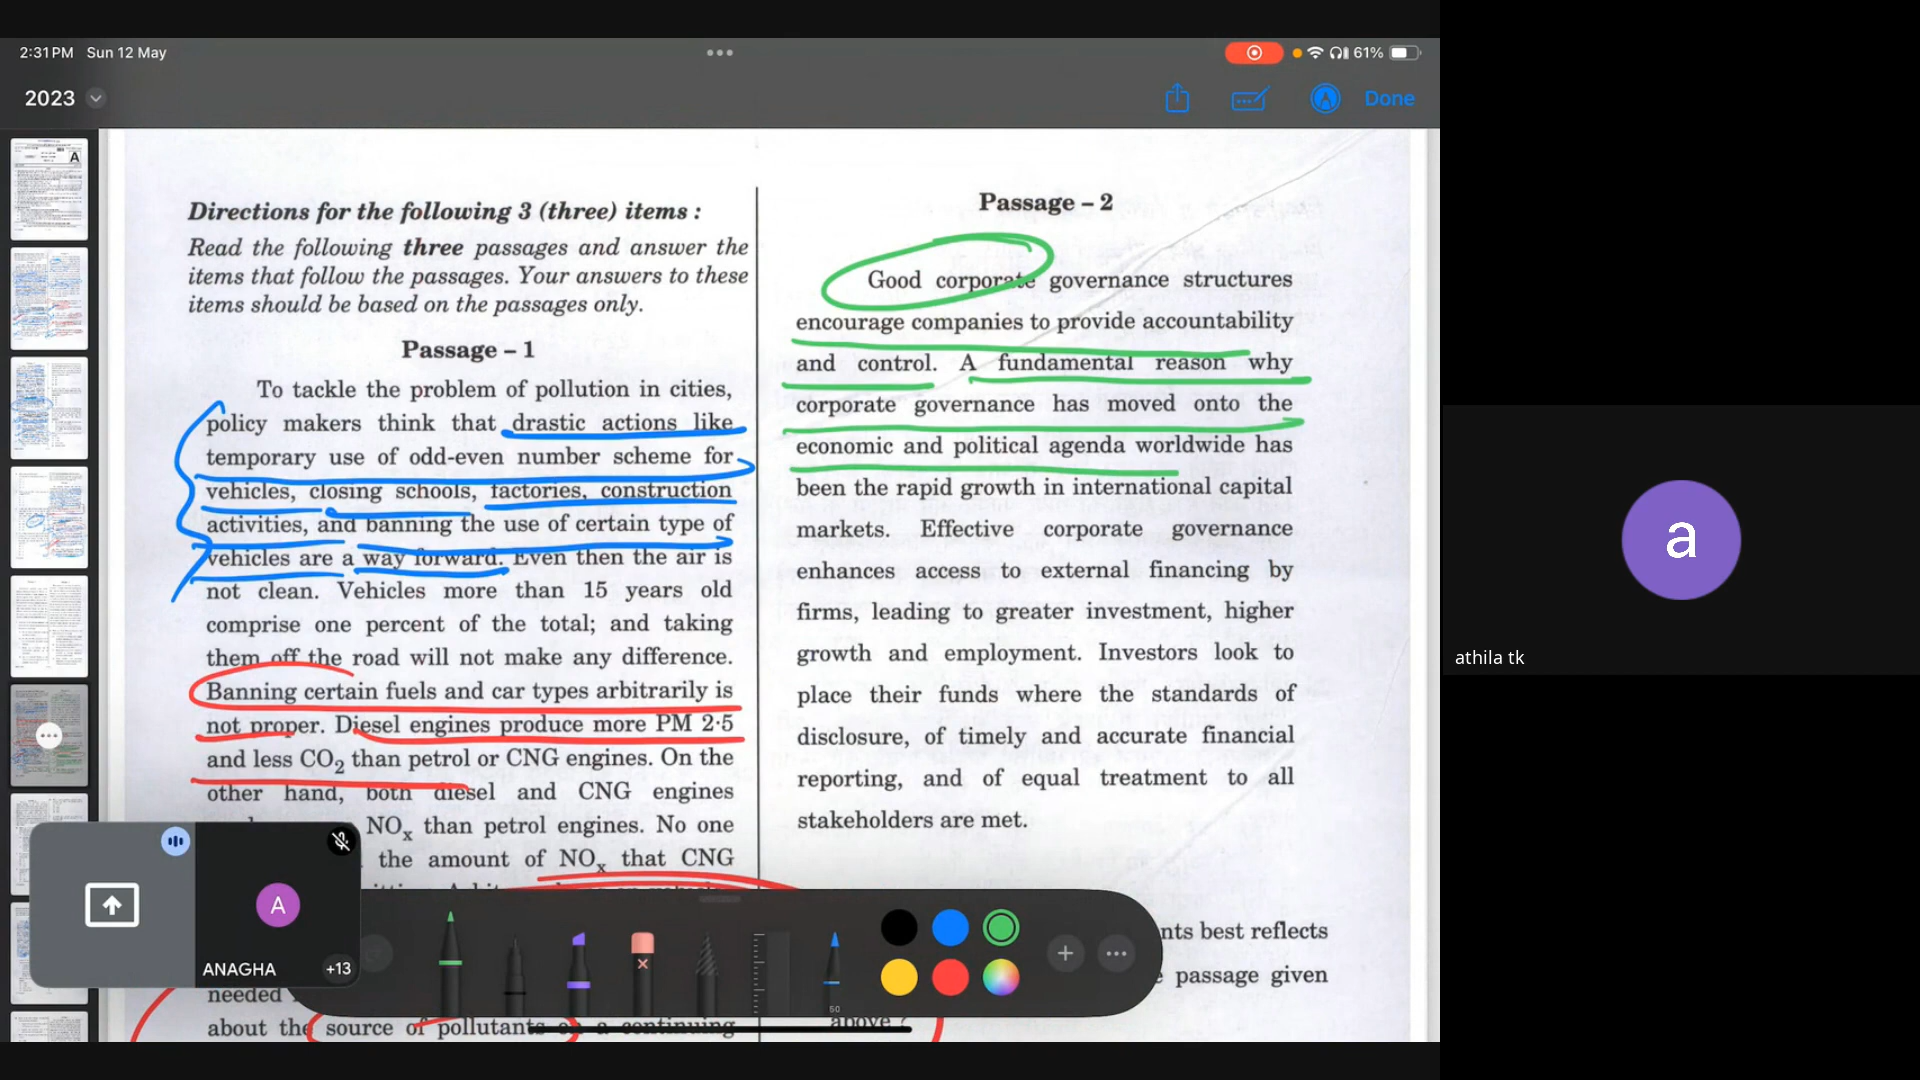 2:31 PM Sun 12 May
61%
2023
Done
Directions for the following 3 (three) items :
Read the following three passages and answer the
items that follow the passages. Your answers to these
items should be based on the passages only.
Passage – 1
To tackle the problem of pollution in cities,
policy makers think that drastic actions like
temporary use of odd-even number scheme for
vehicles, closing schools, factories, construction
activities, and banning the use of certain type of
vehicles are a way forward. Even then the air is
not clean. Vehicles more than 15 years old
comprise one percent of the total; and taking
them off the road will not make any difference.
Banning certain fuels and car types arbitrarily is
not proper. Diesel engines produce more PM 2·5
and less CO2 than petrol or CNG engines. On the
other hand, both diesel and CNG engines
NOx than petrol engines. No one
the amount of NOx that CNG
needed
about the source of pollutants on a continuing
Passage – 2
Good corporate governance structures
encourage companies to provide accountability
and control. A fundamental reason why
corporate governance has moved onto the
economic and political agenda worldwide has
been the rapid growth in international capital
markets. Effective corporate governance
enhances access to external financing by
firms, leading to greater investment, higher
growth and employment. Investors look to
place their funds where the standards of
disclosure, of timely and accurate financial
reporting, and of equal treatment to all
stakeholders are met.
nts best reflects
passage given
above ?
A
ANAGHA
+13
50
a
athila tk